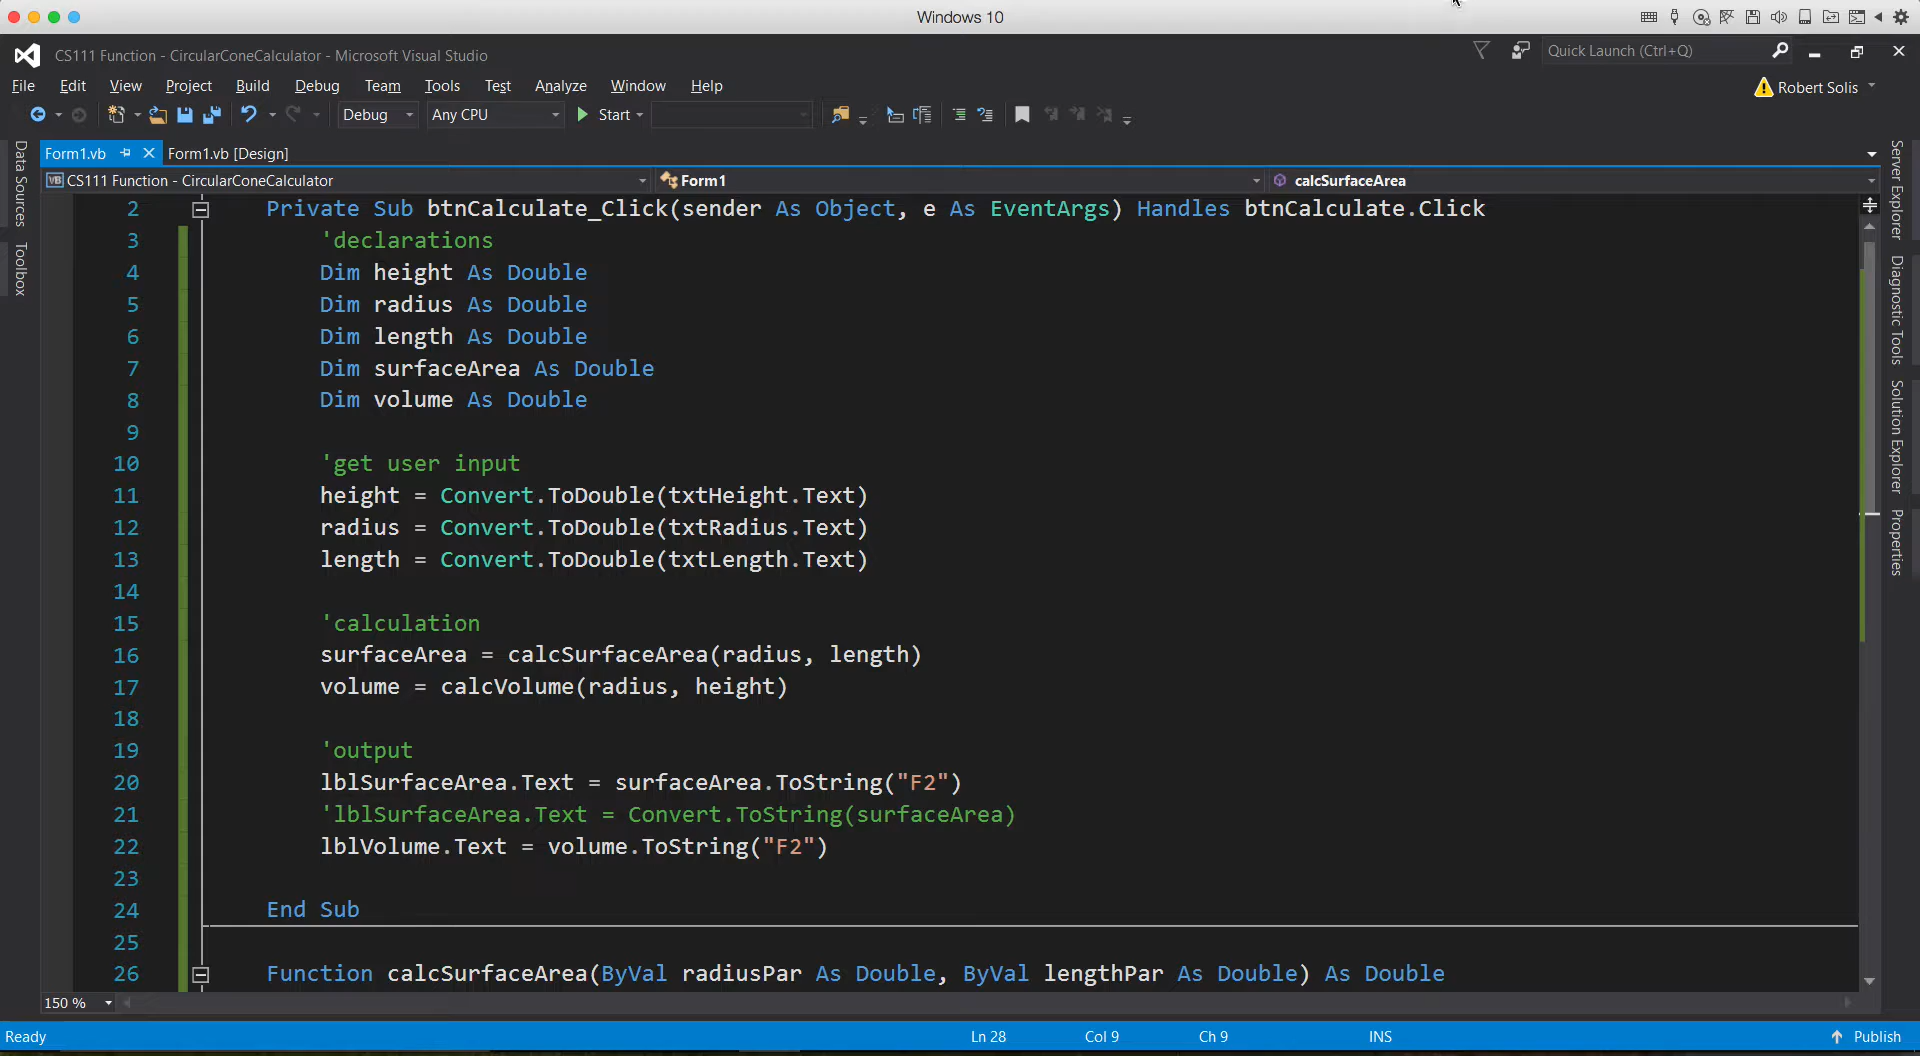 Windows 10
CS111 Function - CircularConeCalculator - Microsoft Visual Studio
Quick Launch (Ctrl+Q)
File Edit View Project Build Debug Team Tools Test Analyze Window Help
Robert Solis
Debug Any CPU Start
Form1.vb Form1.vb [Design]
VB CS111 Function - CircularConeCalculator Form1 calcSurfaceArea
Data Sources
Toolbox
Server Explorer
Diagnostic Tools
Solution Explorer
Properties
2 Private Sub btnCalculate_Click(sender As Object, e As EventArgs) Handles btnCalculate.Click
3 'declarations
4 Dim height As Double
5 Dim radius As Double
6 Dim length As Double
7 Dim surfaceArea As Double
8 Dim volume As Double
9
10 'get user input
11 height = Convert.ToDouble(txtHeight.Text)
12 radius = Convert.ToDouble(txtRadius.Text)
13 length = Convert.ToDouble(txtLength.Text)
14
15 'calculation
16 surfaceArea = calcSurfaceArea(radius, length)
17 volume = calcVolume(radius, height)
18
19 'output
20 lblSurfaceArea.Text = surfaceArea.ToString("F2")
21 'lblSurfaceArea.Text = Convert.ToString(surfaceArea)
22 lblVolume.Text = volume.ToString("F2")
23
24 End Sub
25
26 Function calcSurfaceArea(ByVal radiusPar As Double, ByVal lengthPar As Double) As Double
150 %
Ready Ln 28 Col 9 Ch 9 INS Publish